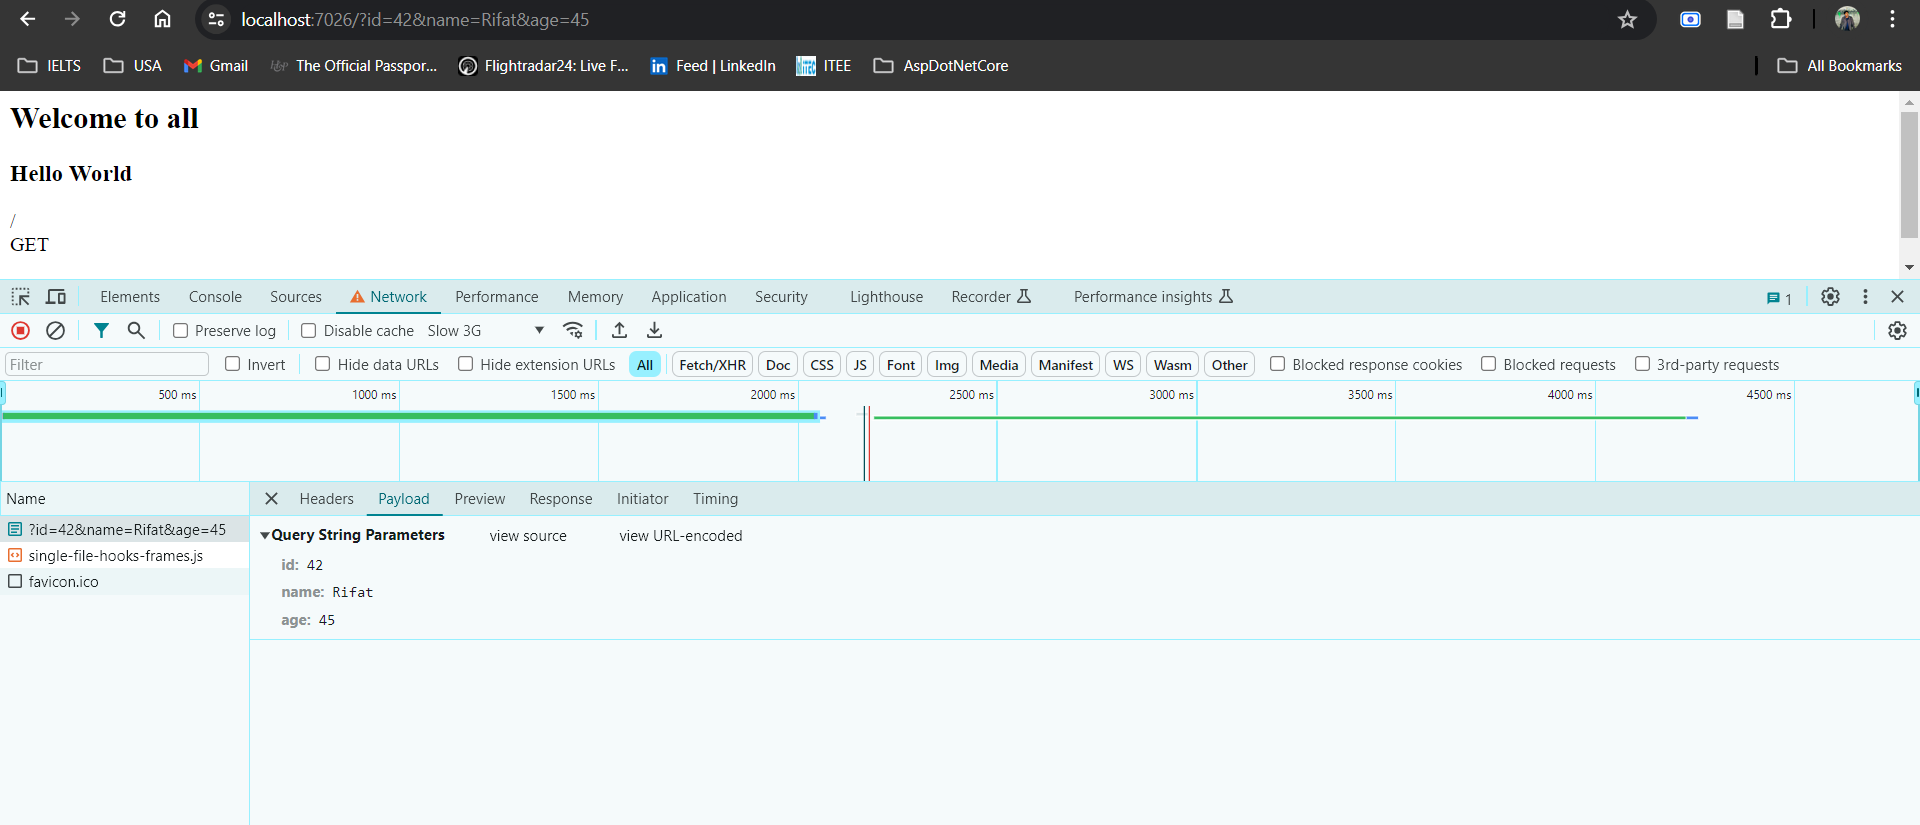 localhost:7026/?id=42&name=Rifat&age=45
IELTS USA Gmail The Official Passpor... Flightradar24: Live F... Feed | LinkedIn ITEE AspDotNetCore All Bookmarks
Welcome to all
Hello World
/
GET
Elements Console Sources Network Performance Memory Application Security Lighthouse Recorder Performance insights 1
Preserve log Disable cache Slow 3G
Filter Invert Hide data URLs Hide extension URLs All Fetch/XHR Doc CSS JS Font Img Media Manifest WS Wasm Other Blocked response cookies Blocked requests 3rd-party requests
500 ms 1000 ms 1500 ms 2000 ms 2500 ms 3000 ms 3500 ms 4000 ms 4500 ms
Name Headers Payload Preview Response Initiator Timing
?id=42&name=Rifat&age=45
single-file-hooks-frames.js
favicon.ico
Query String Parameters view source view URL-encoded
id: 42
name: Rifat
age: 45